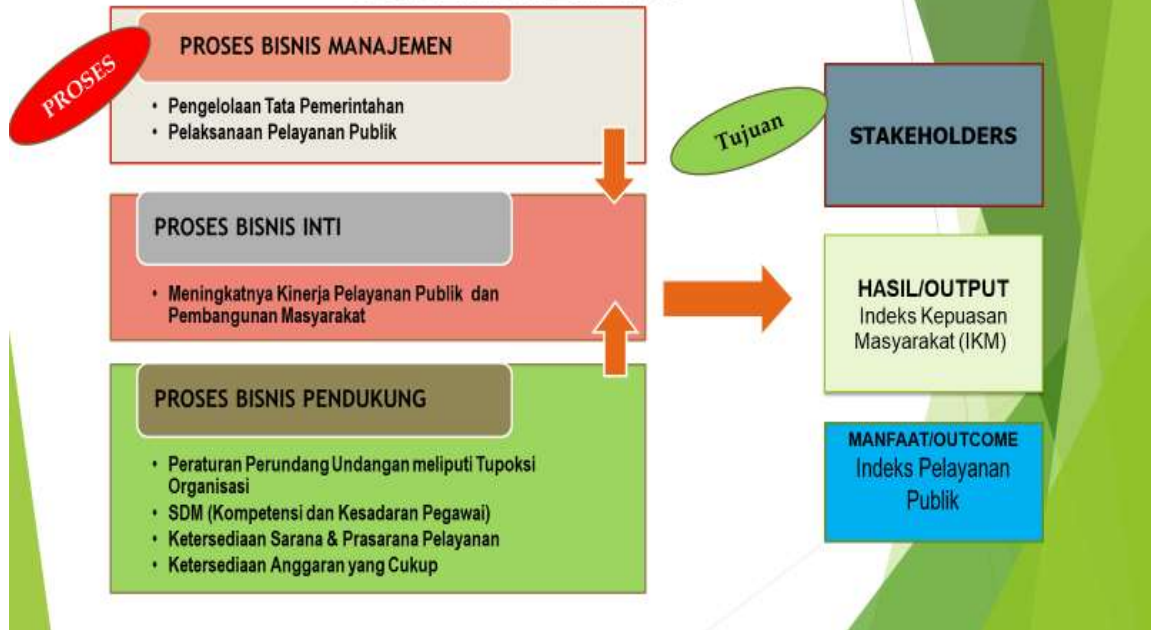 PROSES
PROSES BISNIS MANAJEMEN
• Pengelolaan Tata Pemerintahan
• Pelaksanaan Pelayanan Publik
PROSES BISNIS INTI
• Meningkatnya Kinerja Pelayanan Publik dan
Pembangunan Masyarakat
PROSES BISNIS PENDUKUNG
• Peraturan Perundang Undangan meliputi Tupoksi
Organisasi
• SDM (Kompetensi dan Kesadaran Pegawai)
• Ketersediaan Sarana & Prasarana Pelayanan
• Ketersediaan Anggaran yang Cukup
Tujuan
STAKEHOLDERS
HASIL/OUTPUT
Indeks Kepuasan
Masyarakat (IKM)
MANFAAT/OUTCOME
Indeks Pelayanan
Publik